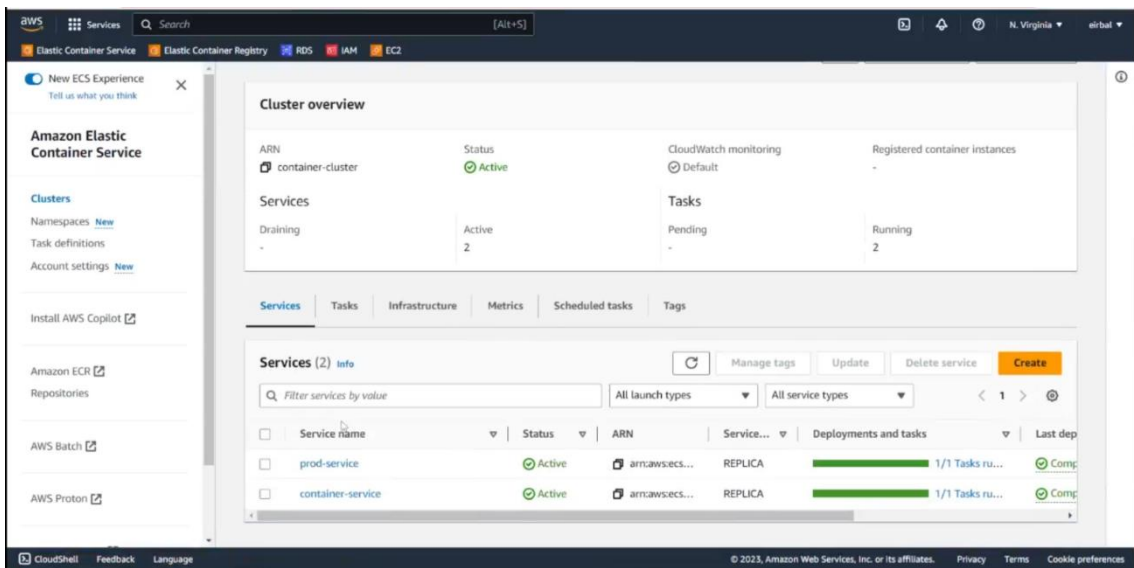 aws Services Search [Alt+S] N. Virginia eirbal
Elastic Container Service Elastic Container Registry RDS IAM EC2
New ECS Experience
Tell us what you think
Amazon Elastic
Container Service
Clusters
Namespaces New
Task definitions
Account settings New
Install AWS Copilot
Amazon ECR
Repositories
AWS Batch
AWS Proton
Cluster overview
ARN Status CloudWatch monitoring Registered container instances
container-cluster Active Default -
Services Tasks
Draining Active Pending Running
- 2 - 2
Services Tasks Infrastructure Metrics Scheduled tasks Tags
Services (2) Info Manage tags Update Delete service Create
Filter services by value All launch types All service types 1
Service name Status ARN Service... Deployments and tasks Last dep
prod-service Active arn:aws:ecs... REPLICA 1/1 Tasks ru... Comp
container-service Active arn:aws:ecs... REPLICA 1/1 Tasks ru... Comp
CloudShell Feedback Language © 2023, Amazon Web Services, Inc. or its affiliates. Privacy Terms Cookie preferences